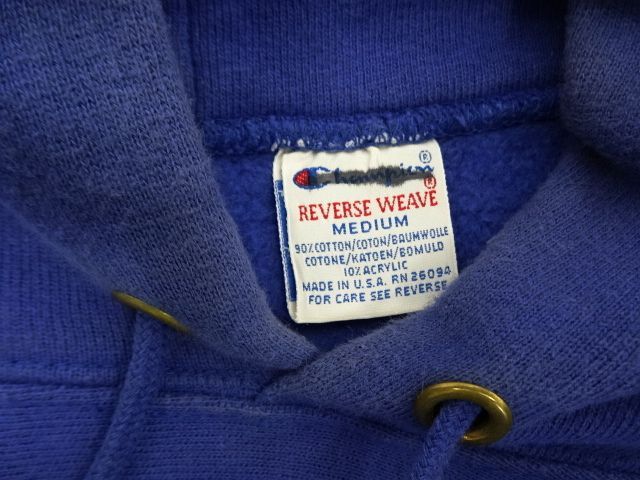 Champion®
®
REVERSE WEAVE
MEDIUM
90% COTTON/COTON/BAUMWOLLE
COTONE/KATOEN/BOMULD
10% ACRYLIC
MADE IN U.S.A. RN 26094
FOR CARE SEE REVERSE